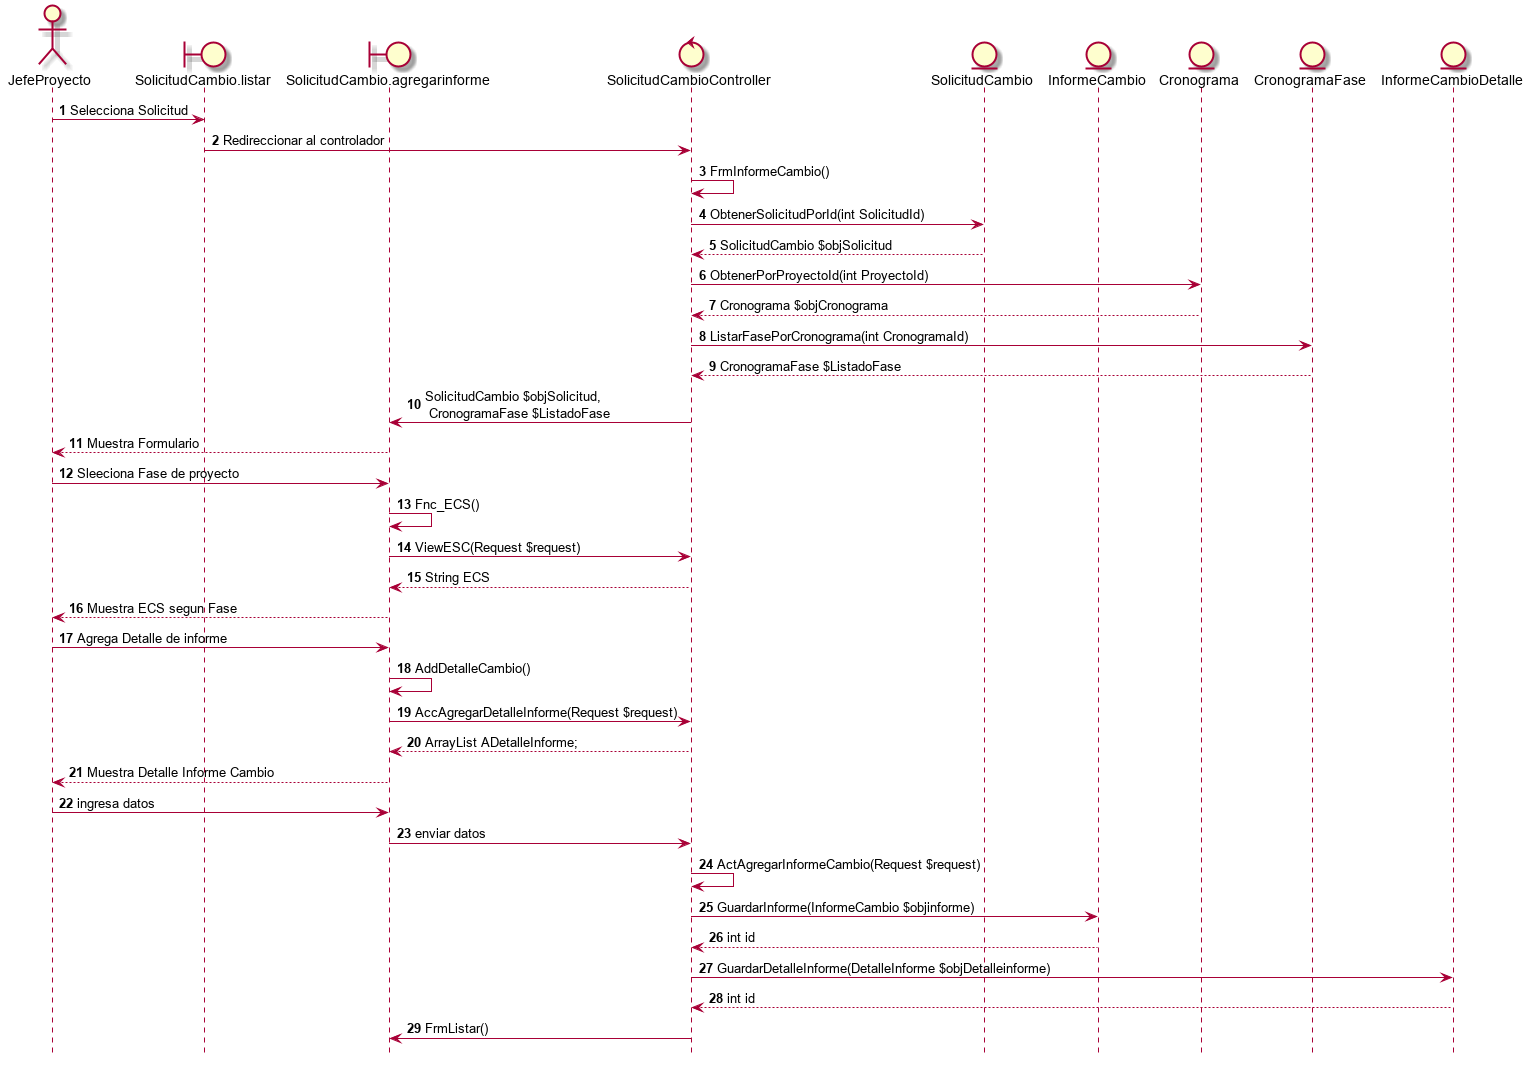 JefeProyecto
SolicitudCambio.listar
SolicitudCambio.agregarinforme
SolicitudCambioController
SolicitudCambio
InformeCambio
Cronograma
CronogramaFase
InformeCambioDetalle
1 Selecciona Solicitud
2 Redireccionar al controlador
3 FrmInformeCambio()
4 ObtenerSolicitudPorId(int SolicitudId)
5 SolicitudCambio $objSolicitud
6 ObtenerPorProyectoId(int ProyectoId)
7 Cronograma $objCronograma
8 ListarFasePorCronograma(int CronogramaId)
9 CronogramaFase $ListadoFase
10 SolicitudCambio $objSolicitud,
CronogramaFase $ListadoFase
11 Muestra Formulario
12 Sleeciona Fase de proyecto
13 Fnc_ECS()
14 ViewESC(Request $request)
15 String ECS
16 Muestra ECS segun Fase
17 Agrega Detalle de informe
18 AddDetalleCambio()
19 AccAgregarDetalleInforme(Request $request)
20 ArrayList ADetalleInforme;
21 Muestra Detalle Informe Cambio
22 ingresa datos
23 enviar datos
24 ActAgregarInformeCambio(Request $request)
25 GuardarInforme(InformeCambio $objinforme)
26 int id
27 GuardarDetalleInforme(DetalleInforme $objDetalleinforme)
28 int id
29 FrmListar()